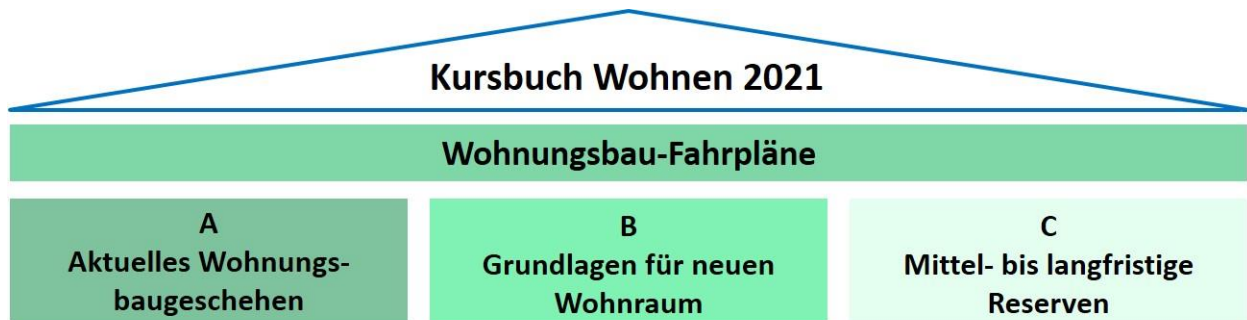 Kursbuch Wohnen 2021
Wohnungsbau-Fahrpläne
A
Aktuelles Wohnungs-
baugeschehen
B
Grundlagen für neuen
Wohnraum
C
Mittel- bis langfristige
Reserven